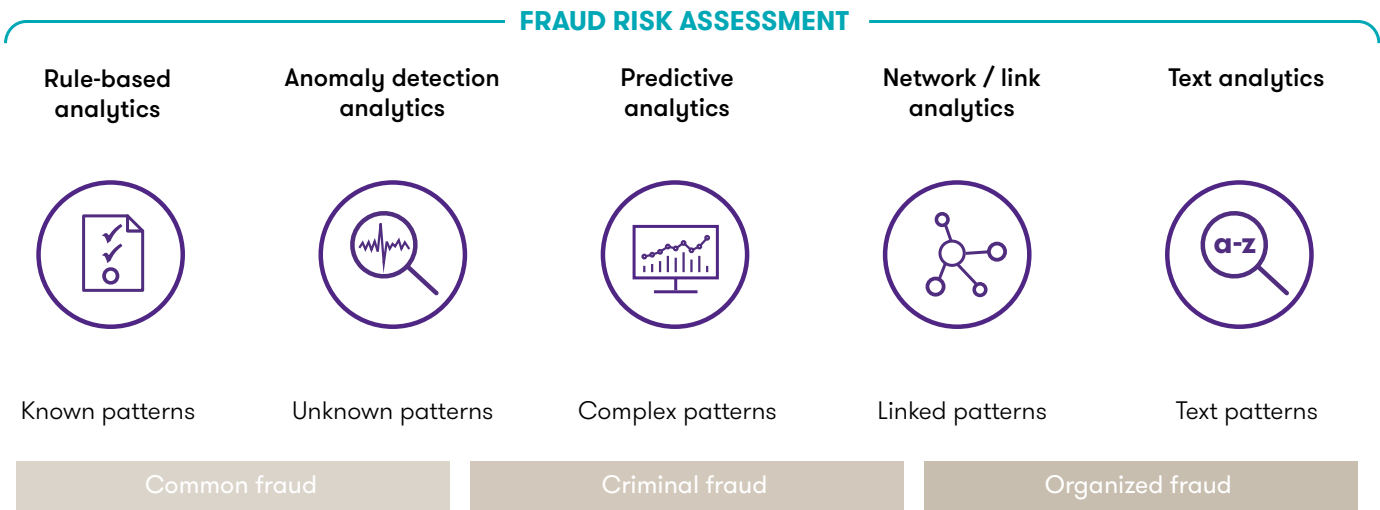 FRAUD RISK ASSESSMENT
Rule-based
analytics
Anomaly detection
analytics
Predictive
analytics
Network / link
analytics
Text analytics
a-z
Known patterns
Unknown patterns
Complex patterns
Linked patterns
Text patterns
Common fraud
Criminal fraud
Organized fraud